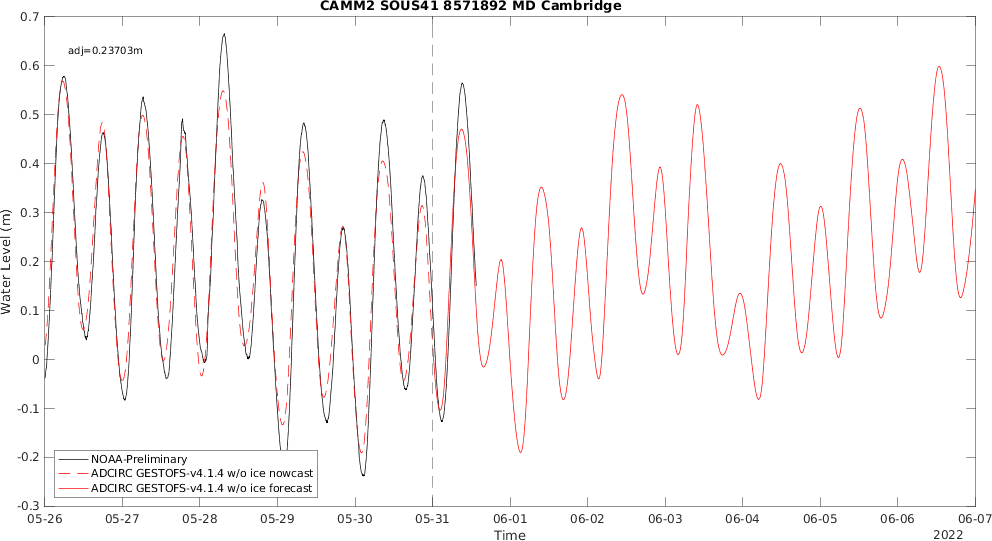 CAMM2 SOUS41 8571892 MD Cambridge
0.7
adj=0.23703m
0.6
0.5
0.4
0.3
0.2
0.1
0
-0.1
-0.2
-0.3
Water Level (m)
NOAA-Preliminary
ADCIRC GESTOFS-v4.1.4 w/o ice nowcast
ADCIRC GESTOFS-v4.1.4 w/o ice forecast
05-26 05-27 05-28 05-29 05-30 05-31 06-01 06-02 06-03 06-04 06-05 06-06 06-07
Time
2022